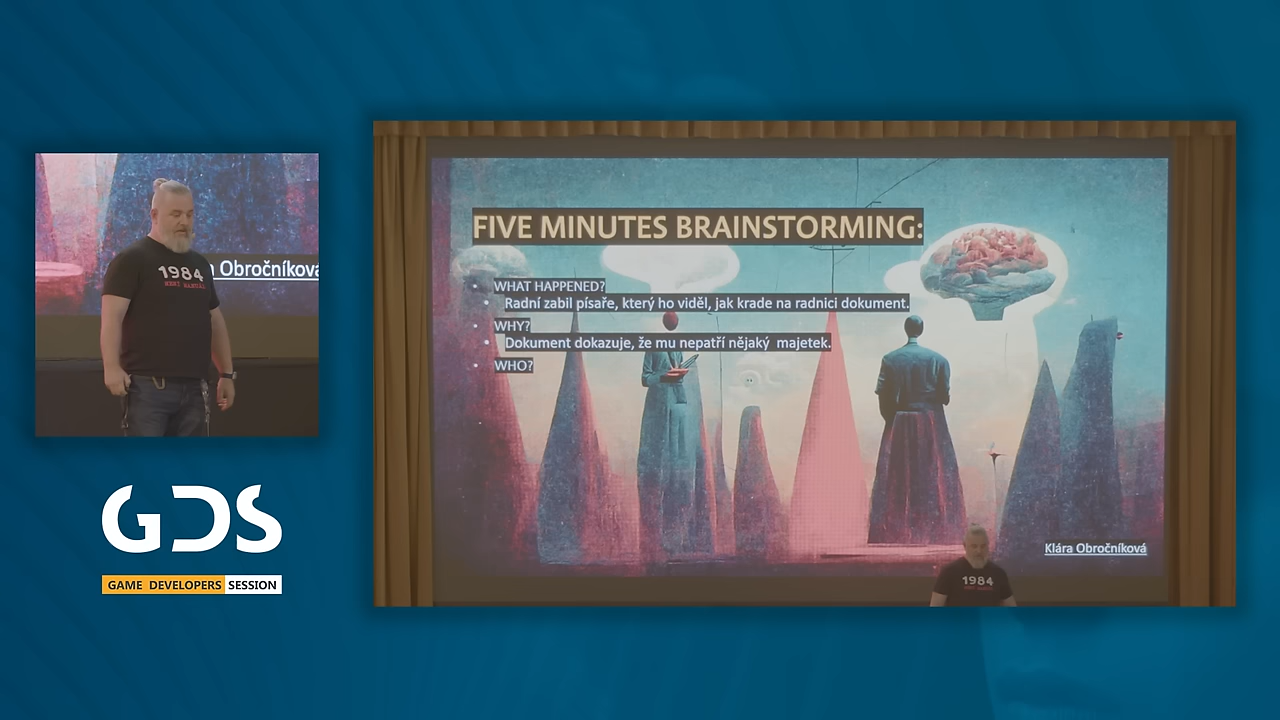 FIVE MINUTES BRAINSTORMING:
• WHAT HAPPENED?
• Radní zabil písaře, který ho viděl, jak krade na radnici dokument.
• WHY?
• Dokument dokazuje, že mu nepatří nějaký majetek.
• WHO?
Klára Obročníková
1984
Obročníková
1984
GDS
GAME DEVELOPERS SESSION